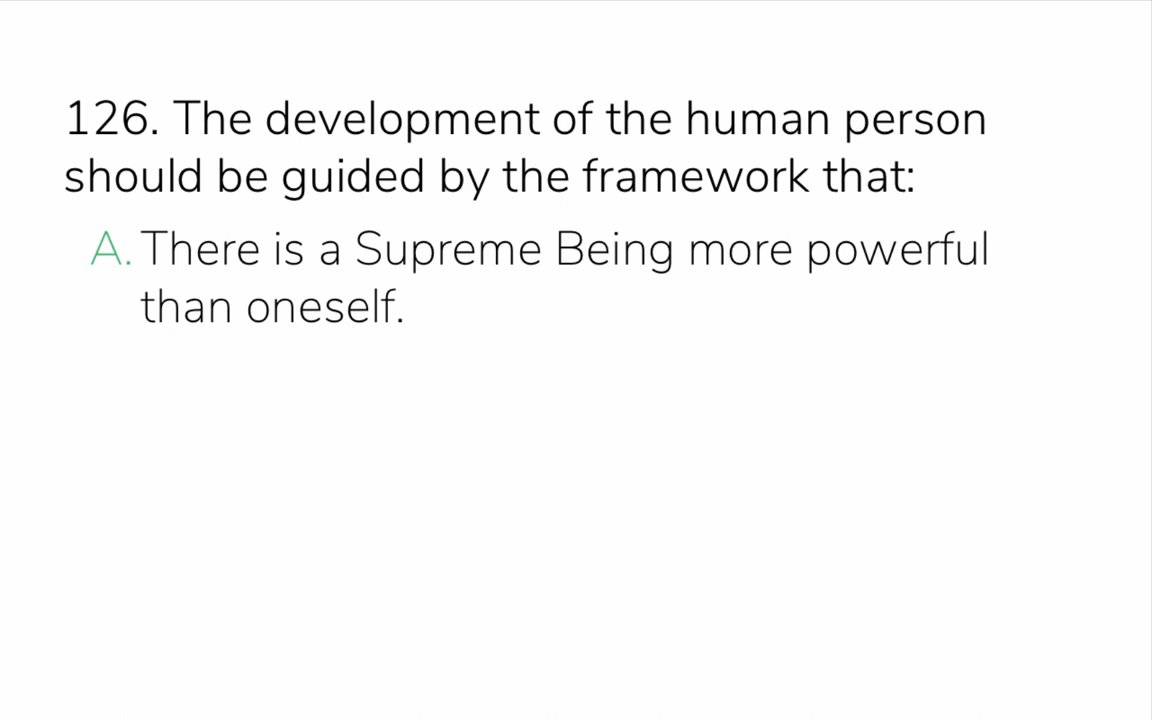 126. The development of the human person
should be guided by the framework that:
A. There is a Supreme Being more powerful
than oneself.